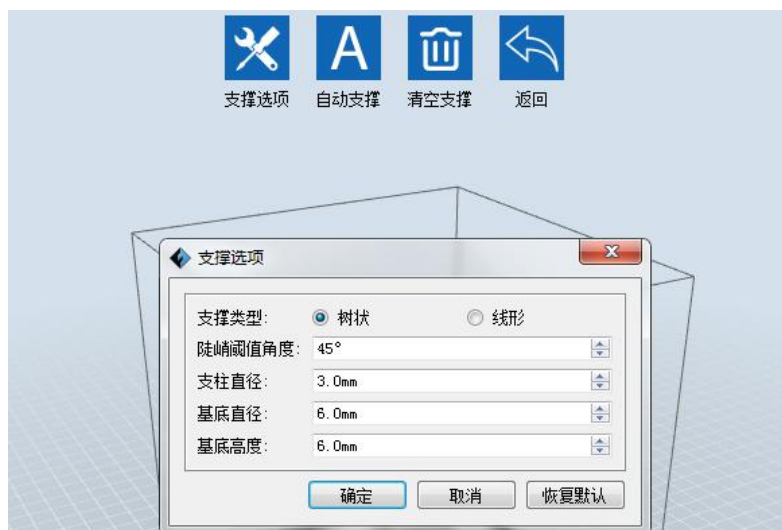 A
支撑选项 自动支撑 清空支撑 返回
支撑选项
支撑类型: 树状 线形
陡峭阈值角度: 45°
支柱直径: 3.0mm
基底直径: 6.0mm
基底高度: 6.0mm
确定 取消 恢复默认